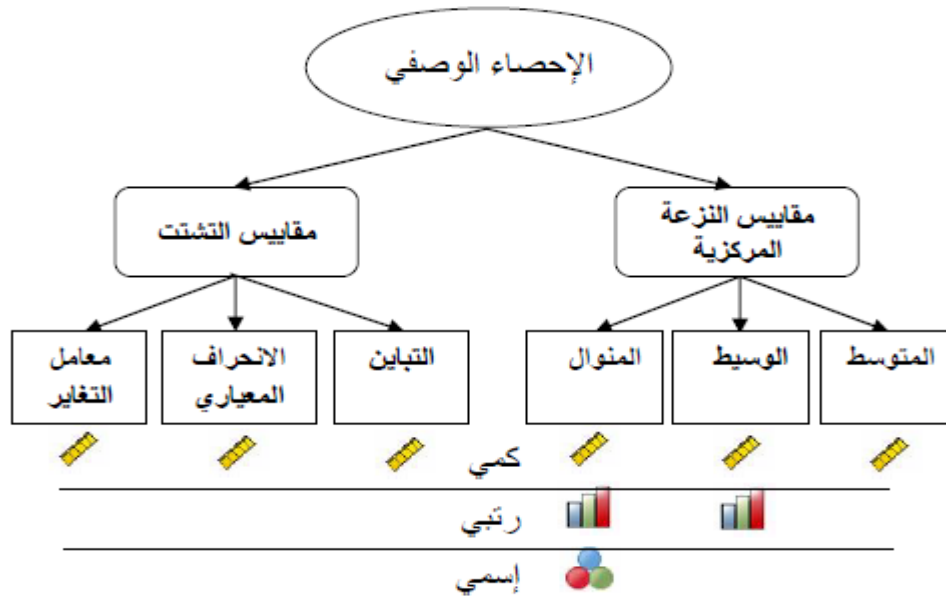 الإحصاء الوصفي
مقاييس النزعة
المركزية
مقاييس التشتت
المتوسط
الوسيط
المنوال
التباين
الانحراف
المعياري
معامل
التغاير
كمي
رتبي
إسمي